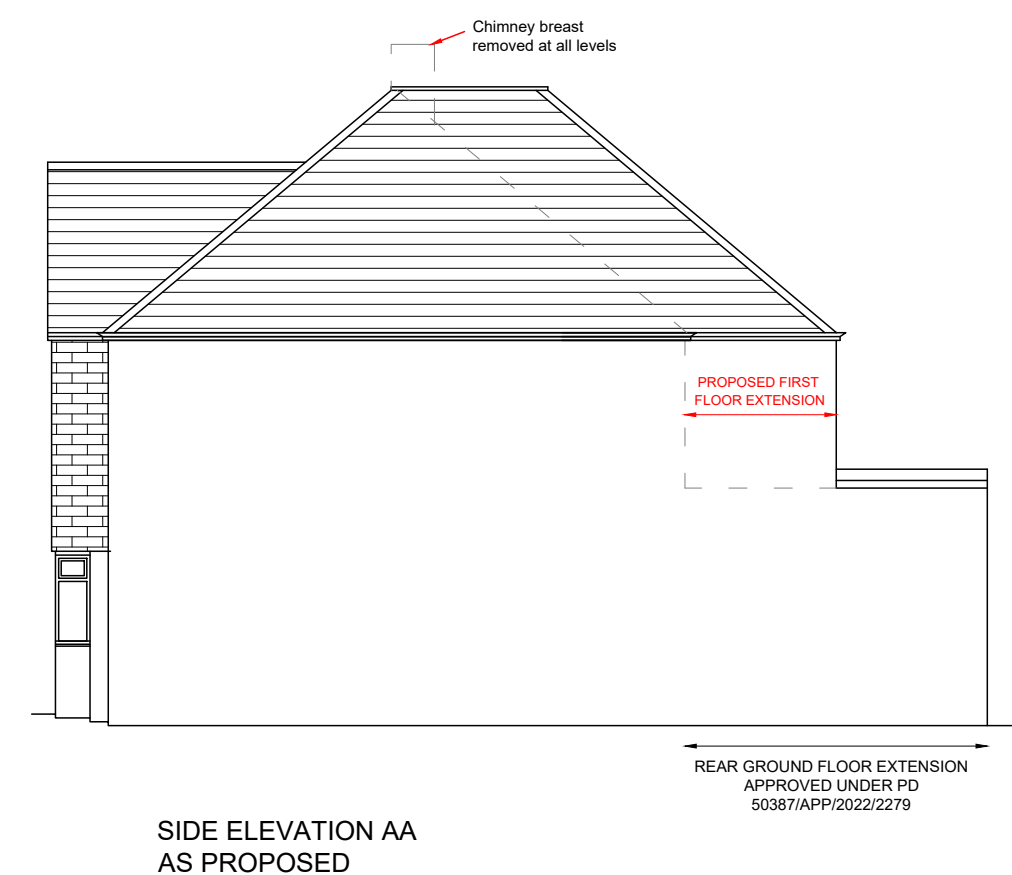 Chimney breast
removed at all levels
PROPOSED FIRST
FLOOR EXTENSION
REAR GROUND FLOOR EXTENSION
APPROVED UNDER PD
50387/APP/2022/2279
SIDE ELEVATION AA
AS PROPOSED